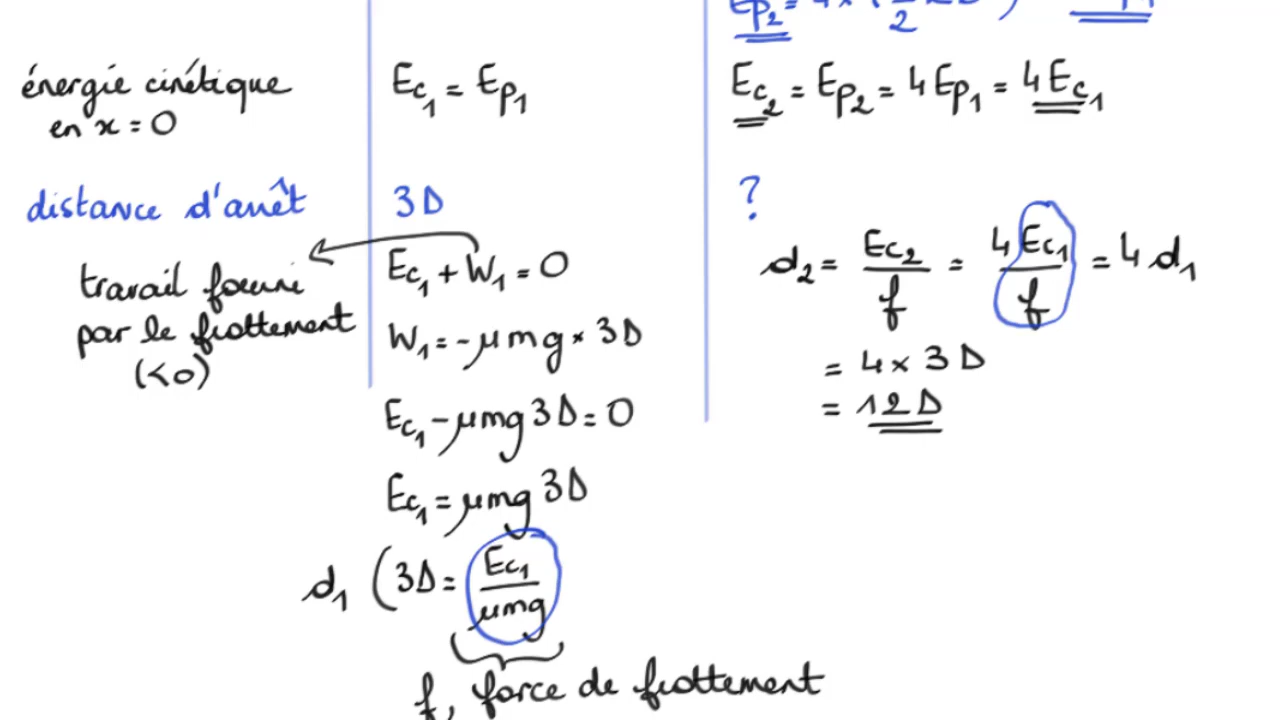 énergie cinétique
en x = 0
Ec₁ = Ep₁
Ec₂ = Ep₂ = 4 Ep₁ = 4 Ec₁
distance d'arrêt
3D
?
travail fourni
par le frottement
(<0)
Ec₁ + W₁ = 0
W₁ = -μmg × 3D
Ec₁ - μmg 3D = 0
Ec₁ = μmg 3D
d₁ ( 3D = Ec₁/μmg
f, force de frottement
d₂ = Ec₂/f = 4 Ec₁/f = 4 d₁
= 4 × 3D
= 12D